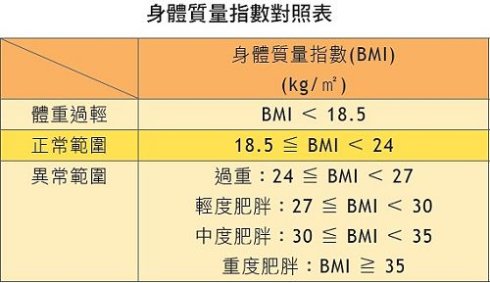 身體質量指數對照表
身體質量指數(BMI)
(kg/㎡)
體重過輕 BMI < 18.5
正常範圍 18.5 ≦ BMI < 24
異常範圍 過重：24 ≦ BMI < 27
輕度肥胖：27 ≦ BMI < 30
中度肥胖：30 ≦ BMI < 35
重度肥胖：BMI ≧ 35